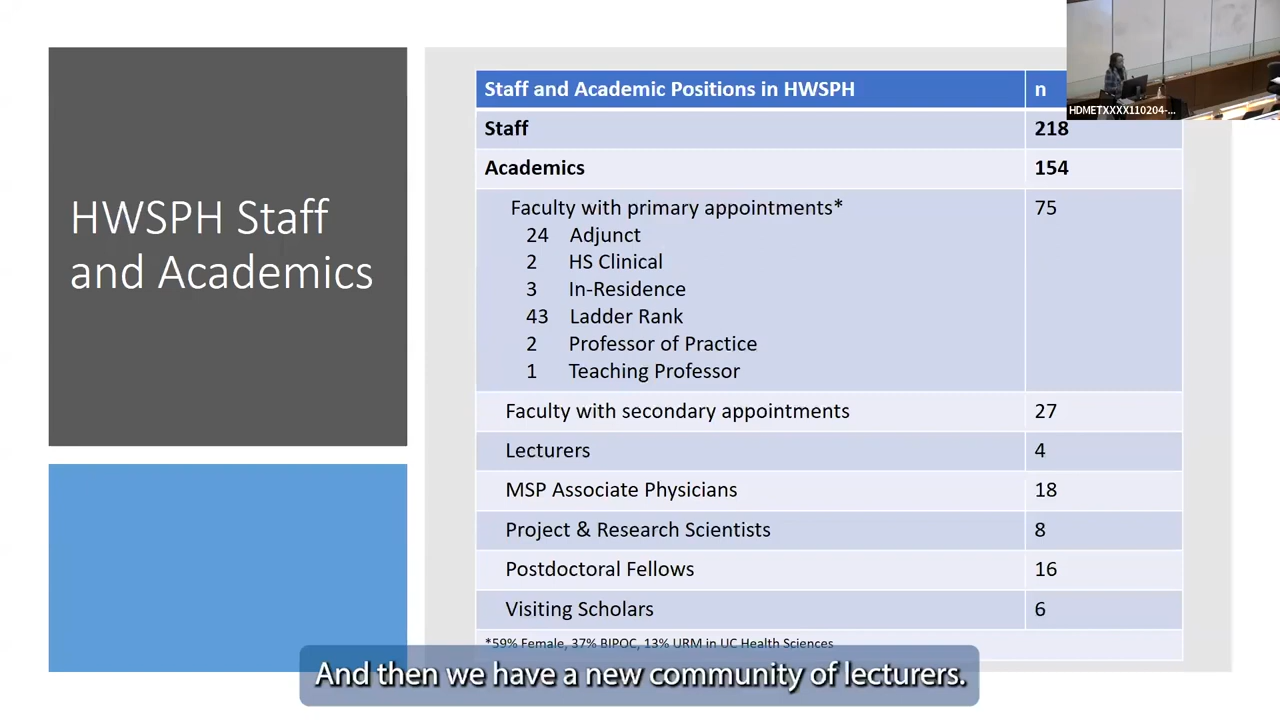 HWSPH Staff
and Academics
Staff and Academic Positions in HWSPH n
Staff 218
Academics 154
Faculty with primary appointments* 75
24 Adjunct
2 HS Clinical
3 In-Residence
43 Ladder Rank
2 Professor of Practice
1 Teaching Professor
Faculty with secondary appointments 27
Lecturers 4
MSP Associate Physicians 18
Project & Research Scientists 8
Postdoctoral Fellows 16
Visiting Scholars 6
*59% Female, 37% BIPOC, 13% URM in UC Health Sciences
HDMETXXXX110204-...
And then we have a new community of lecturers.